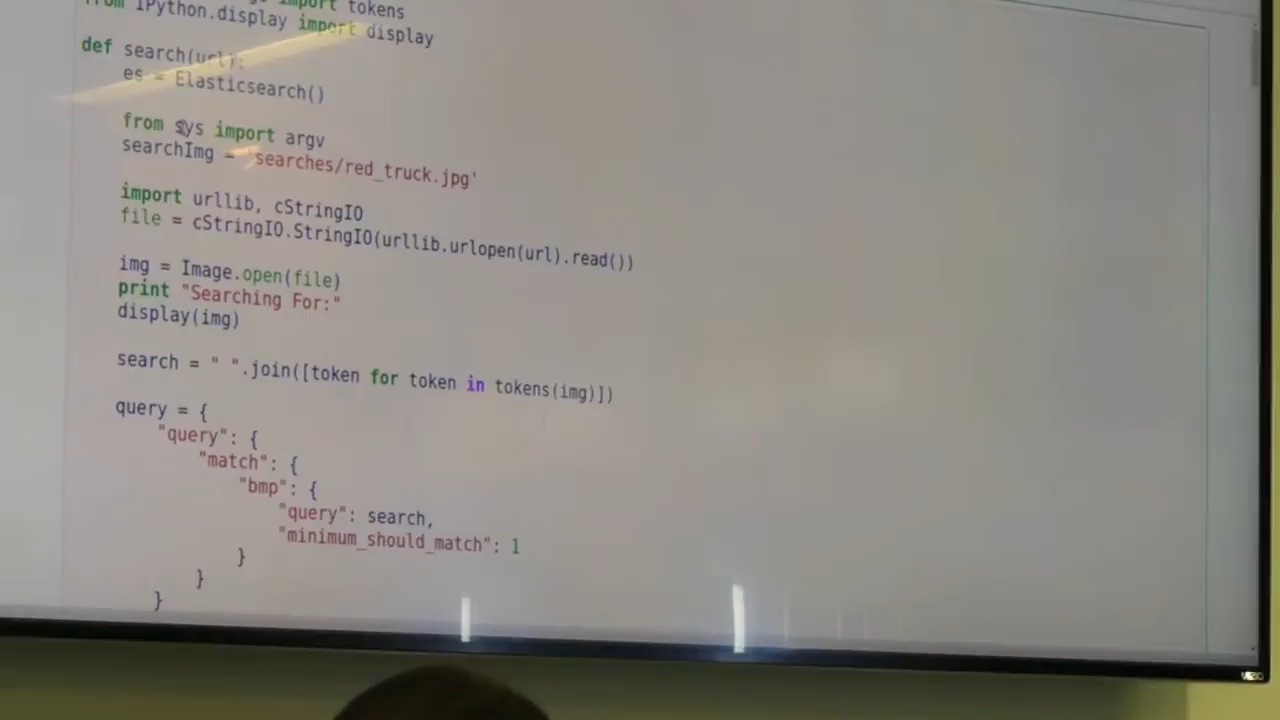 import tokens
from IPython.display import display
def search(url):
es = Elasticsearch()
from sys import argv
searchImg = 'searches/red_truck.jpg'
import urllib, cStringIO
file = cStringIO.StringIO(urllib.urlopen(url).read())
img = Image.open(file)
print "Searching For:"
display(img)
search = " ".join([token for token in tokens(img)])
query = {
"query": {
"match": {
"bmp": {
"query": search,
"minimum_should_match": 1
}
}
}
VIZIO